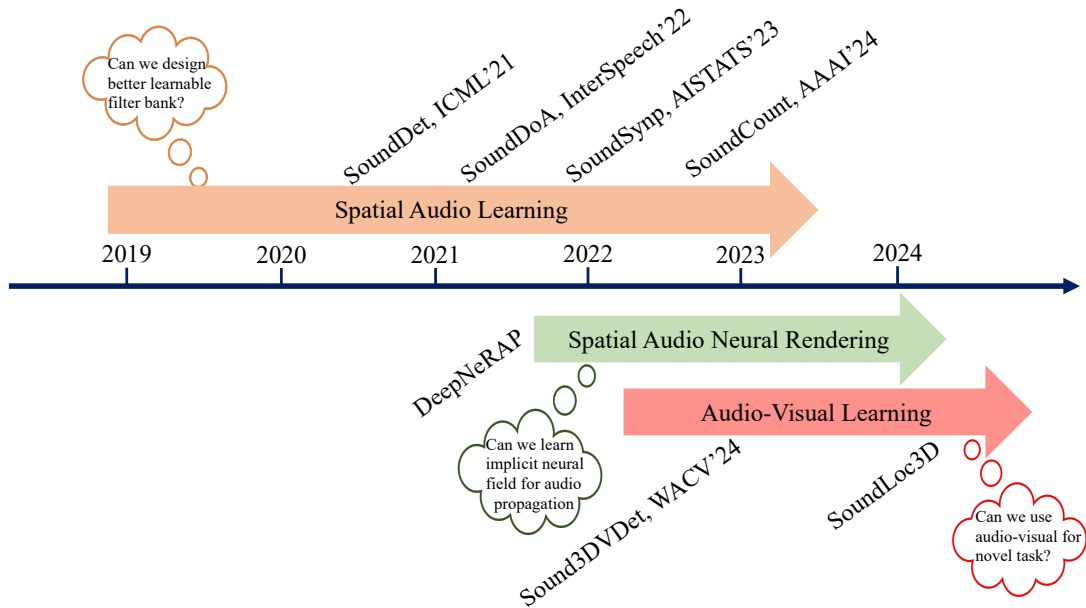 Can we design
better learnable
filter bank?
SoundDet, ICML'21
SoundDoA, InterSpeech'22
SoundSynp, AISTATS'23
SoundCount, AAAI'24
Spatial Audio Learning
2019
2020
2021
2022
2023
2024
DeepNeRAP
Spatial Audio Neural Rendering
Audio-Visual Learning
Can we learn
implicit neural
field for audio
propagation
Sound3DVDet, WACV'24
SoundLoc3D
Can we use
audio-visual for
novel task?